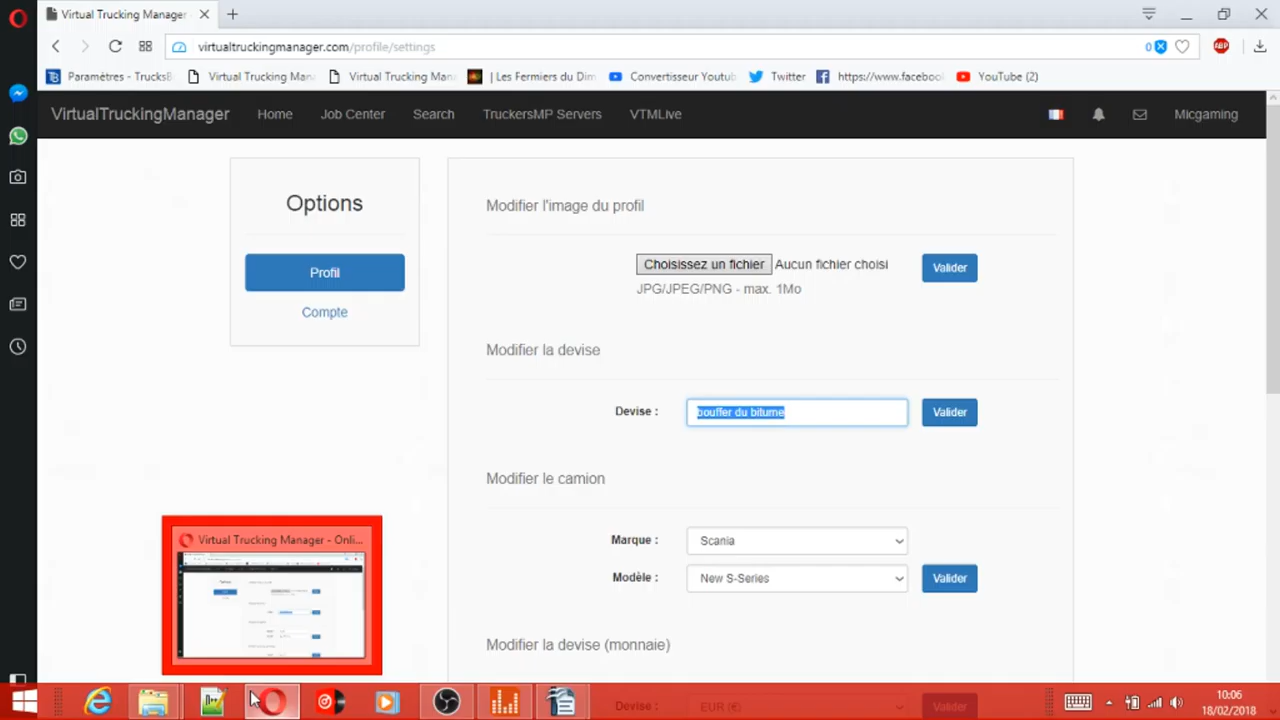 Virtual Trucking Manager
virtualtruckingmanager.com/profile/settings
0
ABP
Paramètres - TrucksB
Virtual Trucking Man
Virtual Trucking Man
| Les Fermiers du Dim
Convertisseur Youtub
Twitter
https://www.facebook
YouTube (2)
VirtualTruckingManager
Home
Job Center
Search
TruckersMP Servers
VTMLive
Micgaming
Options
Profil
Compte
Modifier l'image du profil
Choisissez un fichier Aucun fichier choisi
Valider
JPG/JPEG/PNG - max. 1Mo
Modifier la devise
Devise :
bouffer du bitume
Valider
Modifier le camion
Marque :
Scania
Modèle :
New S-Series
Valider
Modifier la devise (monnaie)
Devise :
EUR (€)
Valider
Virtual Trucking Manager - Onli...
10:06
18/02/2018